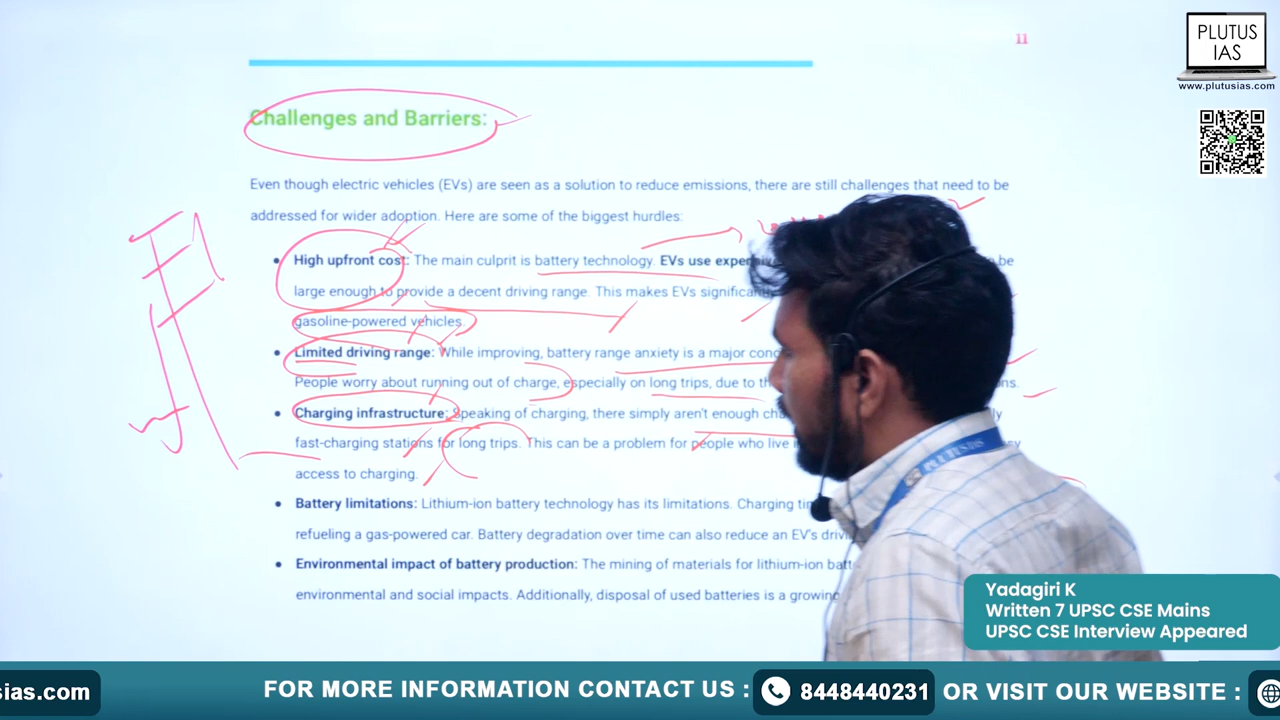 11
PLUTUS
IAS
www.plutusias.com
Challenges and Barriers:
Even though electric vehicles (EVs) are seen as a solution to reduce emissions, there are still challenges that need to be
addressed for wider adoption. Here are some of the biggest hurdles:
• High upfront cost: The main culprit is battery technology. EVs use be
large enough to provide a decent driving range. This makes EVs
gasoline-powered vehicles.
• Limited driving range: While improving, battery range anxiety is a major
People worry about running out of charge, especially on long trips, due to
• Charging infrastructure: Speaking of charging, there simply aren't enough
fast-charging stations for long trips. This can be a problem for people who live
access to charging.
• Battery limitations: Lithium-ion battery technology has its limitations. Charging
refueling a gas-powered car. Battery degradation over time can also reduce an EV's
• Environmental impact of battery production: The mining of materials for lithium-ion
environmental and social impacts. Additionally, disposal of used batteries is a
PLUTUS IAS
Yadagiri K
Written 7 UPSC CSE Mains
UPSC CSE Interview Appeared
sias.com
FOR MORE INFORMATION CONTACT US : 8448440231 OR VISIT OUR WEBSITE :